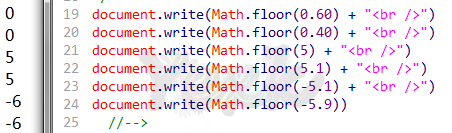 0
0
5
5
-6
-6
19 document.write(Math.floor(0.60) + "<br />")
20 document.write(Math.floor(0.40) + "<br />")
21 document.write(Math.floor(5) + "<br />")
22 document.write(Math.floor(5.1) + "<br />")
23 document.write(Math.floor(-5.1) + "<br />")
24 document.write(Math.floor(-5.9))
25 //-->